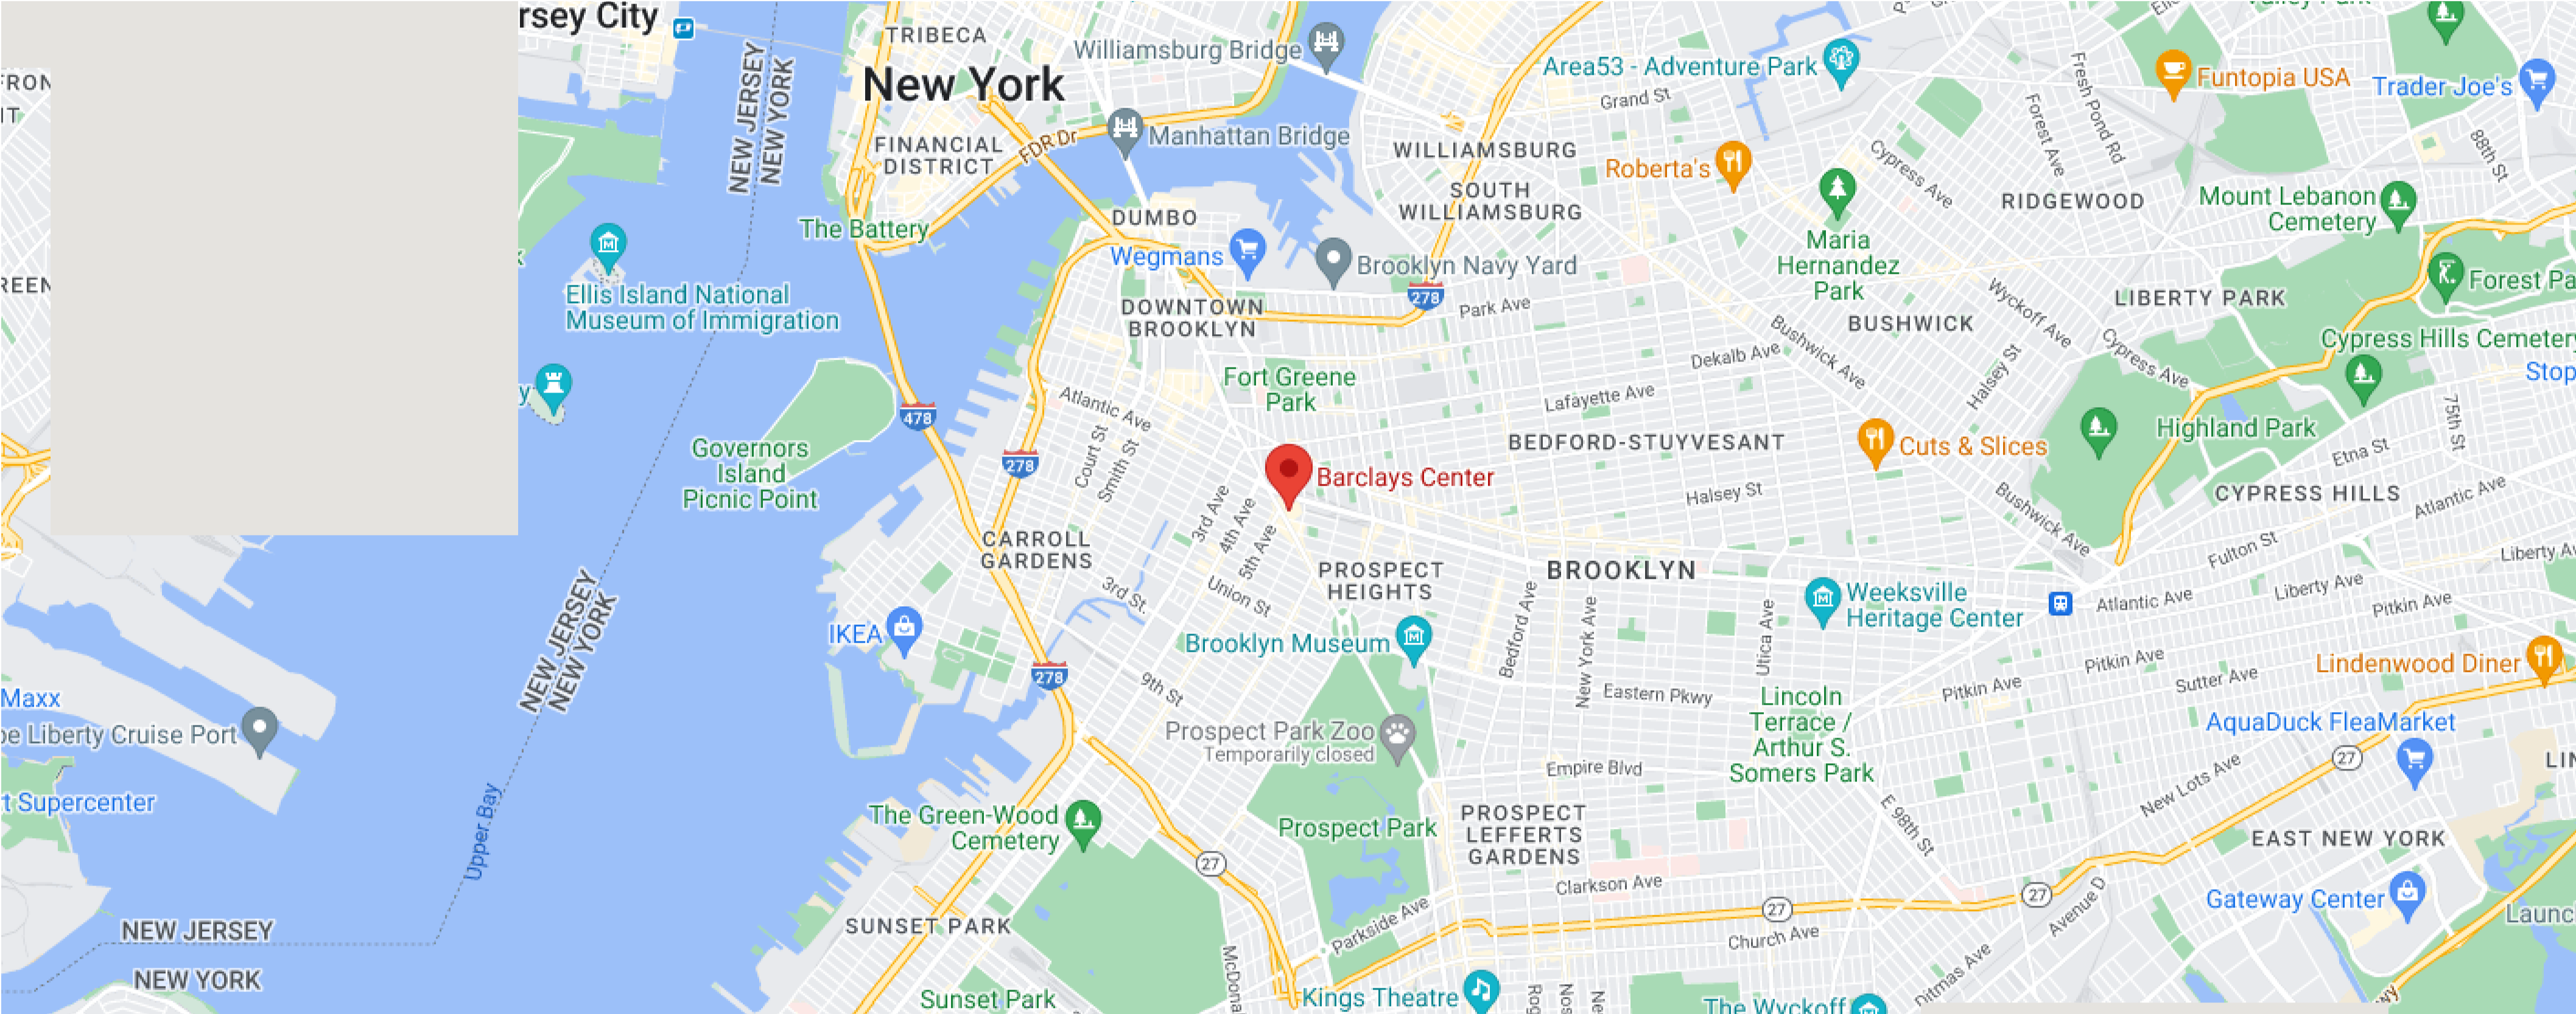 rsey City
TRIBECA
Williamsburg Bridge
New York
Area53 - Adventure Park
Funtopia USA
Trader Joe's
Fresh Pond Rd
Forest Ave
88th St
Grand St
NEW JERSEY
NEW YORK
FINANCIAL
DISTRICT
FDR Dr
Manhattan Bridge
WILLIAMSBURG
Roberta's
Cypress Ave
SOUTH
WILLIAMSBURG
RIDGEWOOD
Mount Lebanon
Cemetery
The Battery
DUMBO
Wegmans
Brooklyn Navy Yard
Maria
Hernandez
Park
Forest Pa
Ellis Island National
Museum of Immigration
DOWNTOWN
BROOKLYN
278
Park Ave
Wyckoff Ave
LIBERTY PARK
BUSHWICK
Bushwick Ave
Cypress Ave
Cypress Hills Cemetery
Dekalb Ave
Halsey St
Stop
Fort Greene
Park
Lafayette Ave
Atlantic Ave
478
Court St
Smith St
75th St
Highland Park
Governors
Island
Picnic Point
278
BEDFORD-STUYVESANT
Cuts & Slices
Etna St
Barclays Center
Halsey St
CYPRESS HILLS
Atlantic Ave
3rd Ave
4th Ave
5th Ave
Bushwick Ave
CARROLL
GARDENS
Fulton St
Liberty Av
PROSPECT
HEIGHTS
BROOKLYN
Weeksville
Heritage Center
Atlantic Ave
Liberty Ave
Pitkin Ave
3rd St
Union St
NEW JERSEY
NEW YORK
IKEA
Brooklyn Museum
Bedford Ave
New York Ave
Utica Ave
Pitkin Ave
Lindenwood Diner
278
9th St
Eastern Pkwy
Pitkin Ave
Sutter Ave
Maxx
Lincoln
Terrace /
Arthur S.
Somers Park
AquaDuck FleaMarket
pe Liberty Cruise Port
Prospect Park Zoo
Temporarily closed
Empire Blvd
27
New Lots Ave
LIN
t Supercenter
Upper Bay
The Green-Wood
Cemetery
Prospect Park
PROSPECT
LEFFERTS
GARDENS
E 98th St
EAST NEW YORK
27
Clarkson Ave
27
27
Avenue D
Gateway Center
Launc
NEW JERSEY
NEW YORK
SUNSET PARK
Parkside Ave
Church Ave
McDona
Ditmas Ave
Sunset Park
Kings Theatre
Rog
Nos
Ne
The Wyckoff
wy